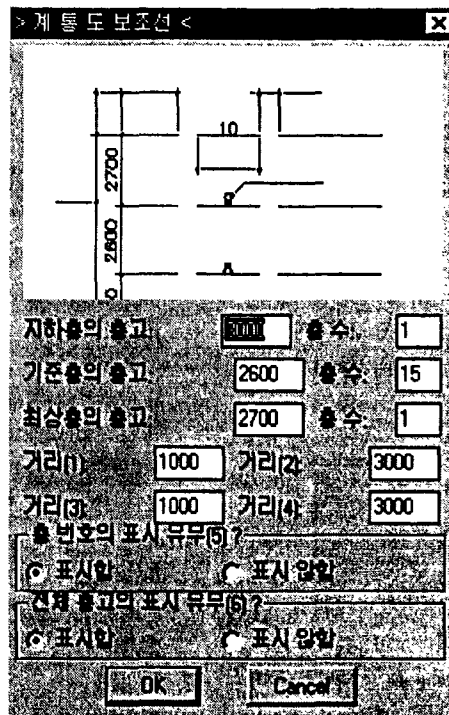 > 계 통 도 보조선 <
10
2700
2600
지하층의 층고: 층 수: 1
기준층의 층고: 2600 층 수: 15
최상층의 층고: 2700 층 수: 1
거리(1): 1000 거리(2): 3000
거리(3): 1000 거리(4): 3000
층 번호의 표시 유무(5) ?
표시함 표시 안함
전체 층고의 표시 유무(6) ?
표시함 표시 안함
OK Cancel